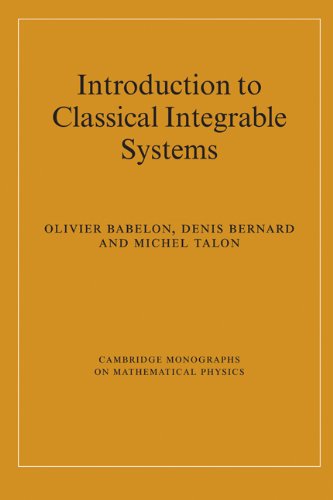 Introduction to
Classical Integrable
Systems
OLIVIER BABELON, DENIS BERNARD
AND MICHEL TALON
CAMBRIDGE MONOGRAPHS
ON MATHEMATICAL PHYSICS